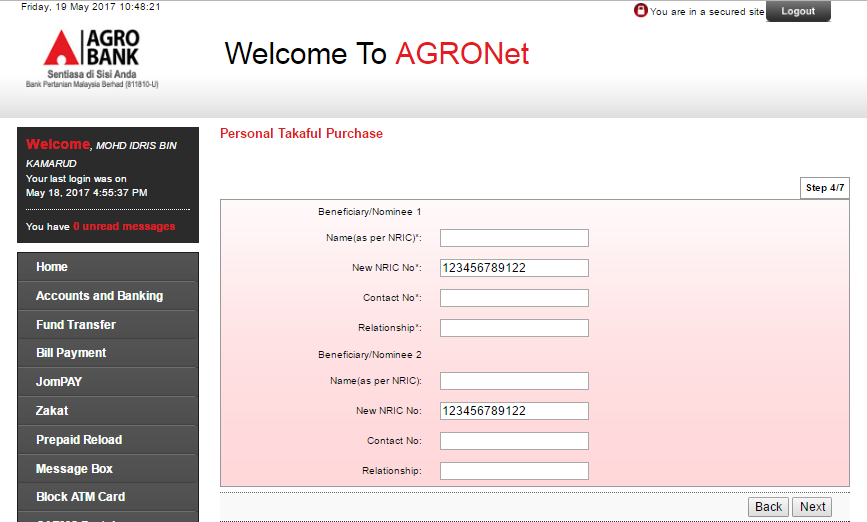 Friday, 19 May 2017 10:48:21
You are in a secured site
Logout
AGRO
BANK
Sentiasa di Sisi Anda
Bank Pertanian Malaysia Berhad (811810-U)
Welcome To AGRONet
Welcome, MOHD IDRIS BIN
KAMARUD
Your last login was on
May 18, 2017 4:55:37 PM
You have 0 unread messages
Home
Accounts and Banking
Fund Transfer
Bill Payment
JomPAY
Zakat
Prepaid Reload
Message Box
Block ATM Card
Personal Takaful Purchase
Step 4/7
Beneficiary/Nominee 1
Name(as per NRIC)*:
New NRIC No*: 123456789122
Contact No*:
Relationship*:
Beneficiary/Nominee 2
Name(as per NRIC):
New NRIC No: 123456789122
Contact No:
Relationship:
Back Next